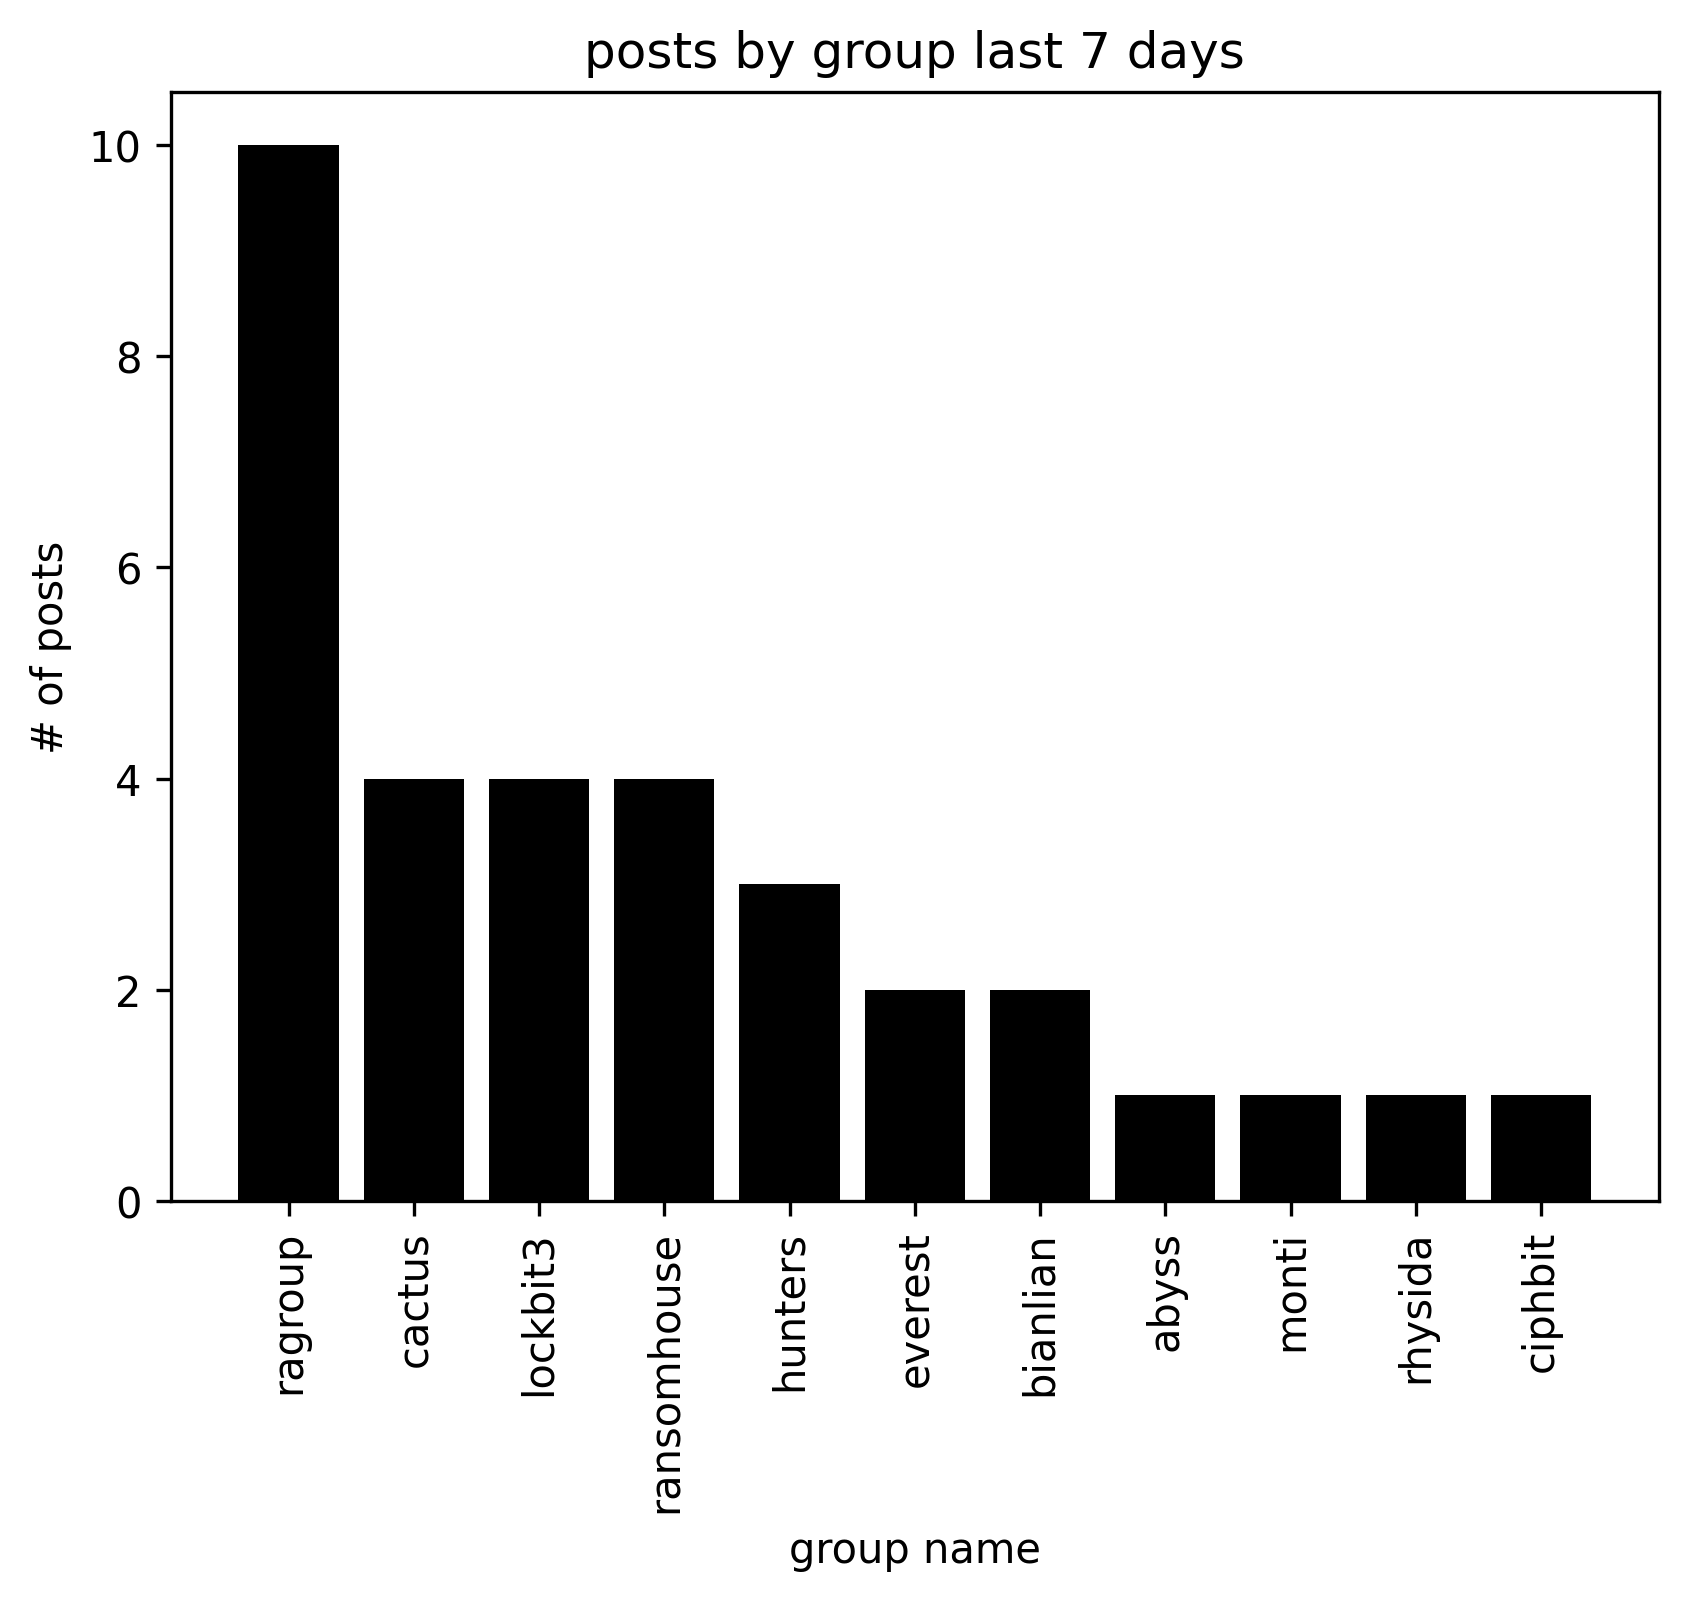 posts by group last 7 days
10
8
6
4
2
0
# of posts
ragroup
cactus
lockbit3
ransomhouse
hunters
everest
bianlian
abyss
monti
rhysida
ciphbit
group name